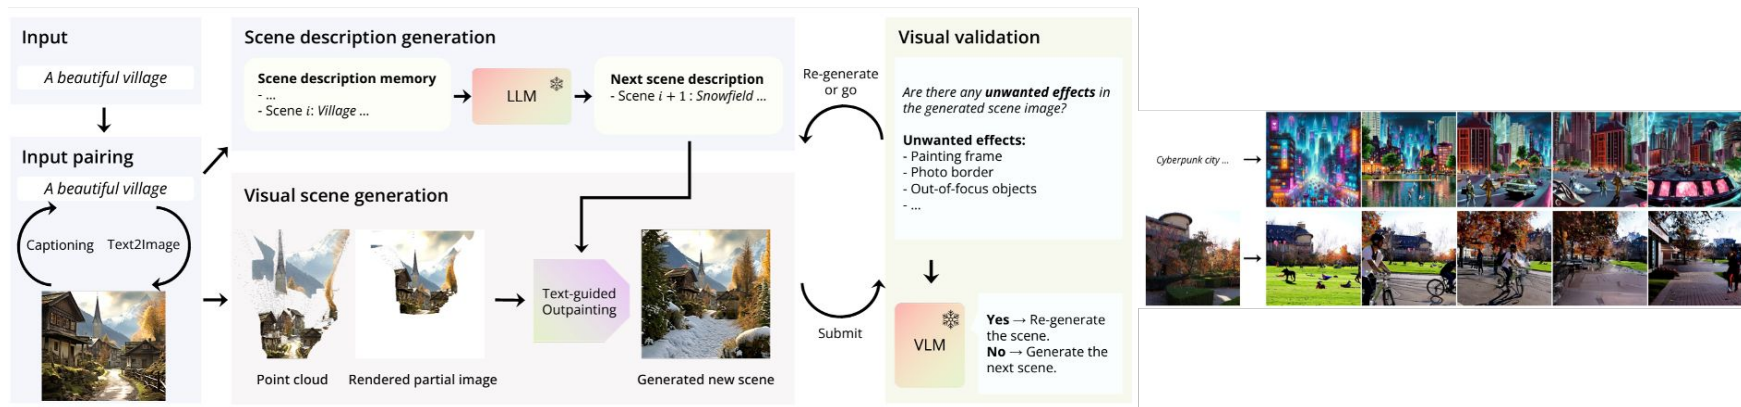 Input
A beautiful village
Input pairing
A beautiful village
Captioning
Text2Image
Scene description generation
Scene description memory
- ...
- Scene i: Village ...
LLM
Next scene description
- Scene i + 1 : Snowfield ...
Visual scene generation
Point cloud
Rendered partial image
Text-guided
Outpainting
Generated new scene
Re-generate
or go
Submit
Visual validation
Are there any unwanted effects in
the generated scene image?
Unwanted effects:
- Painting frame
- Photo border
- Out-of-focus objects
- ...
VLM
Yes → Re-generate
the scene.
No → Generate the
next scene.
Cyberpunk city ...